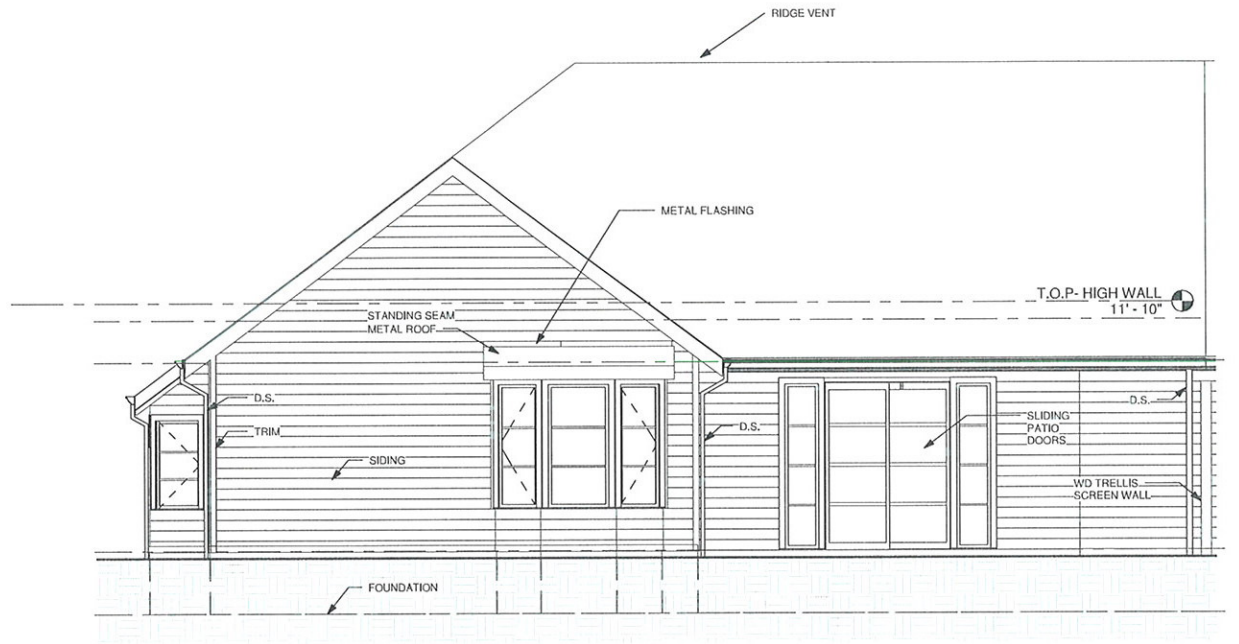 RIDGE VENT
METAL FLASHING
T.O.P- HIGH WALL
11' - 10"
STANDING SEAM
METAL ROOF
D.S.
TRIM
SIDING
D.S.
SLIDING
PATIO
DOORS
D.S.
WD TRELLIS
SCREEN WALL
FOUNDATION